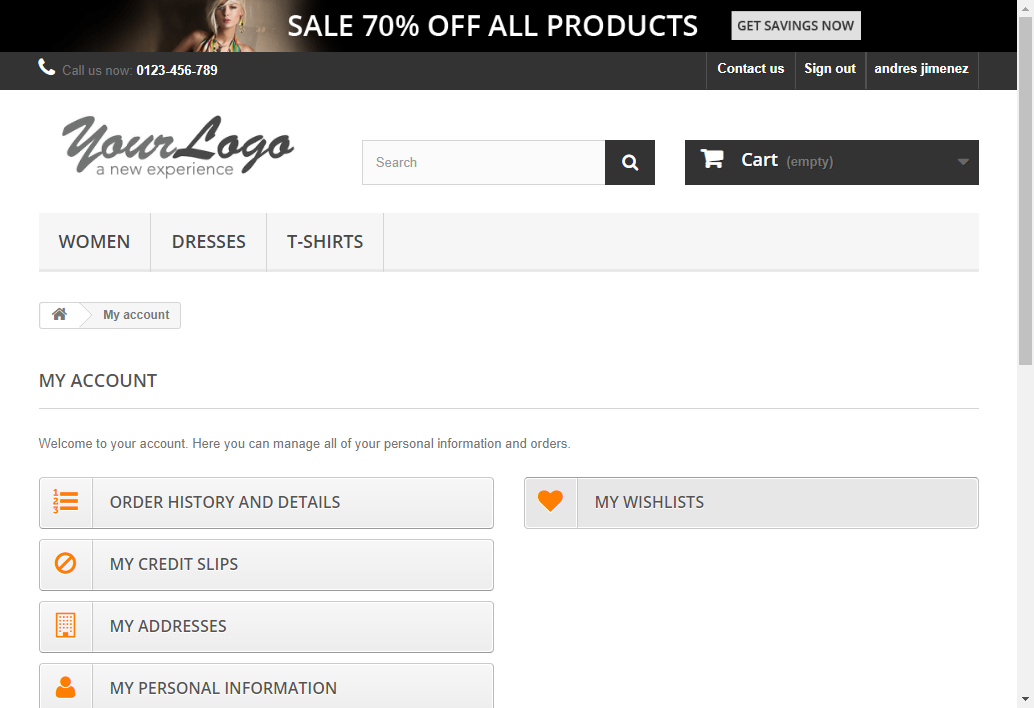 SALE 70% OFF ALL PRODUCTS GET SAVINGS NOW
Call us now: 0123-456-789 Contact us Sign out andres jimenez
YourLogo
a new experience
Search Cart (empty)
WOMEN DRESSES T-SHIRTS
My account
MY ACCOUNT
Welcome to your account. Here you can manage all of your personal information and orders.
1 2 3 ORDER HISTORY AND DETAILS MY WISHLISTS
MY CREDIT SLIPS
MY ADDRESSES
MY PERSONAL INFORMATION